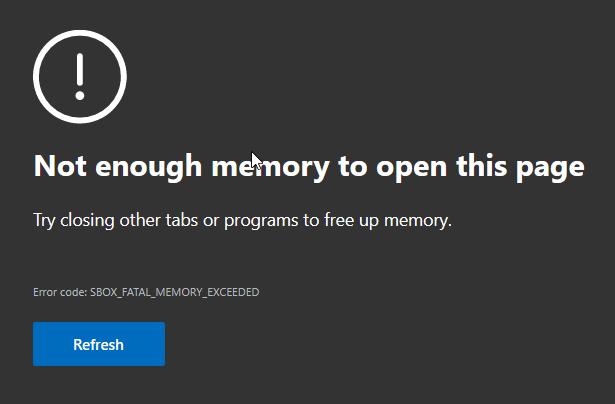 Not enough memory to open this page
Try closing other tabs or programs to free up memory.
Error code: SBOX_FATAL_MEMORY_EXCEEDED
Refresh